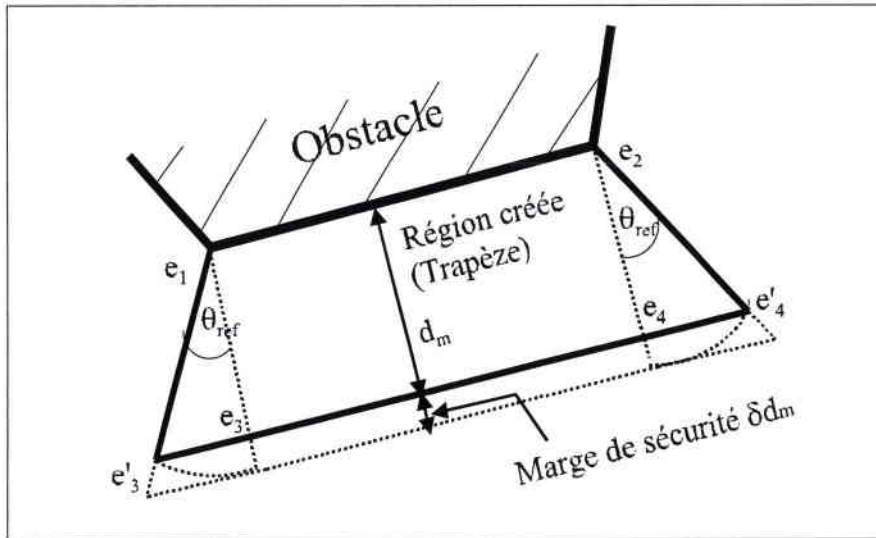 Obstacle
e₂
Région créée
(Trapèze)
θref
e₁
θref
dₘ
e₄
e'₄
e₃
e'₃
Marge de sécurité δdₘ